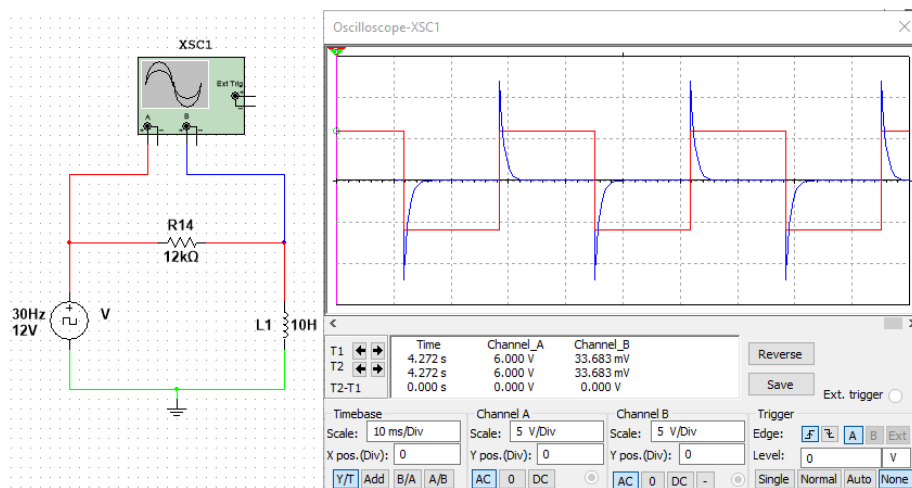 XSC1
Ext Trig
A
B
R14
12kΩ
30Hz
12V
V
L1
10H
Oscilloscope-XSC1
T1
T2
T2-T1
Time
Channel_A
Channel_B
4.272 s
6.000 V
33.683 mV
4.272 s
6.000 V
33.683 mV
0.000 s
0.000 V
0.000 V
Reverse
Save
Ext. trigger
Timebase
Scale: 10 ms/Div
X pos.(Div): 0
Y/T Add B/A A/B
Channel A
Scale: 5 V/Div
Y pos.(Div): 0
AC 0 DC
Channel B
Scale: 5 V/Div
Y pos.(Div): 0
AC 0 DC -
Trigger
Edge: A B Ext
Level: 0 V
Single Normal Auto None